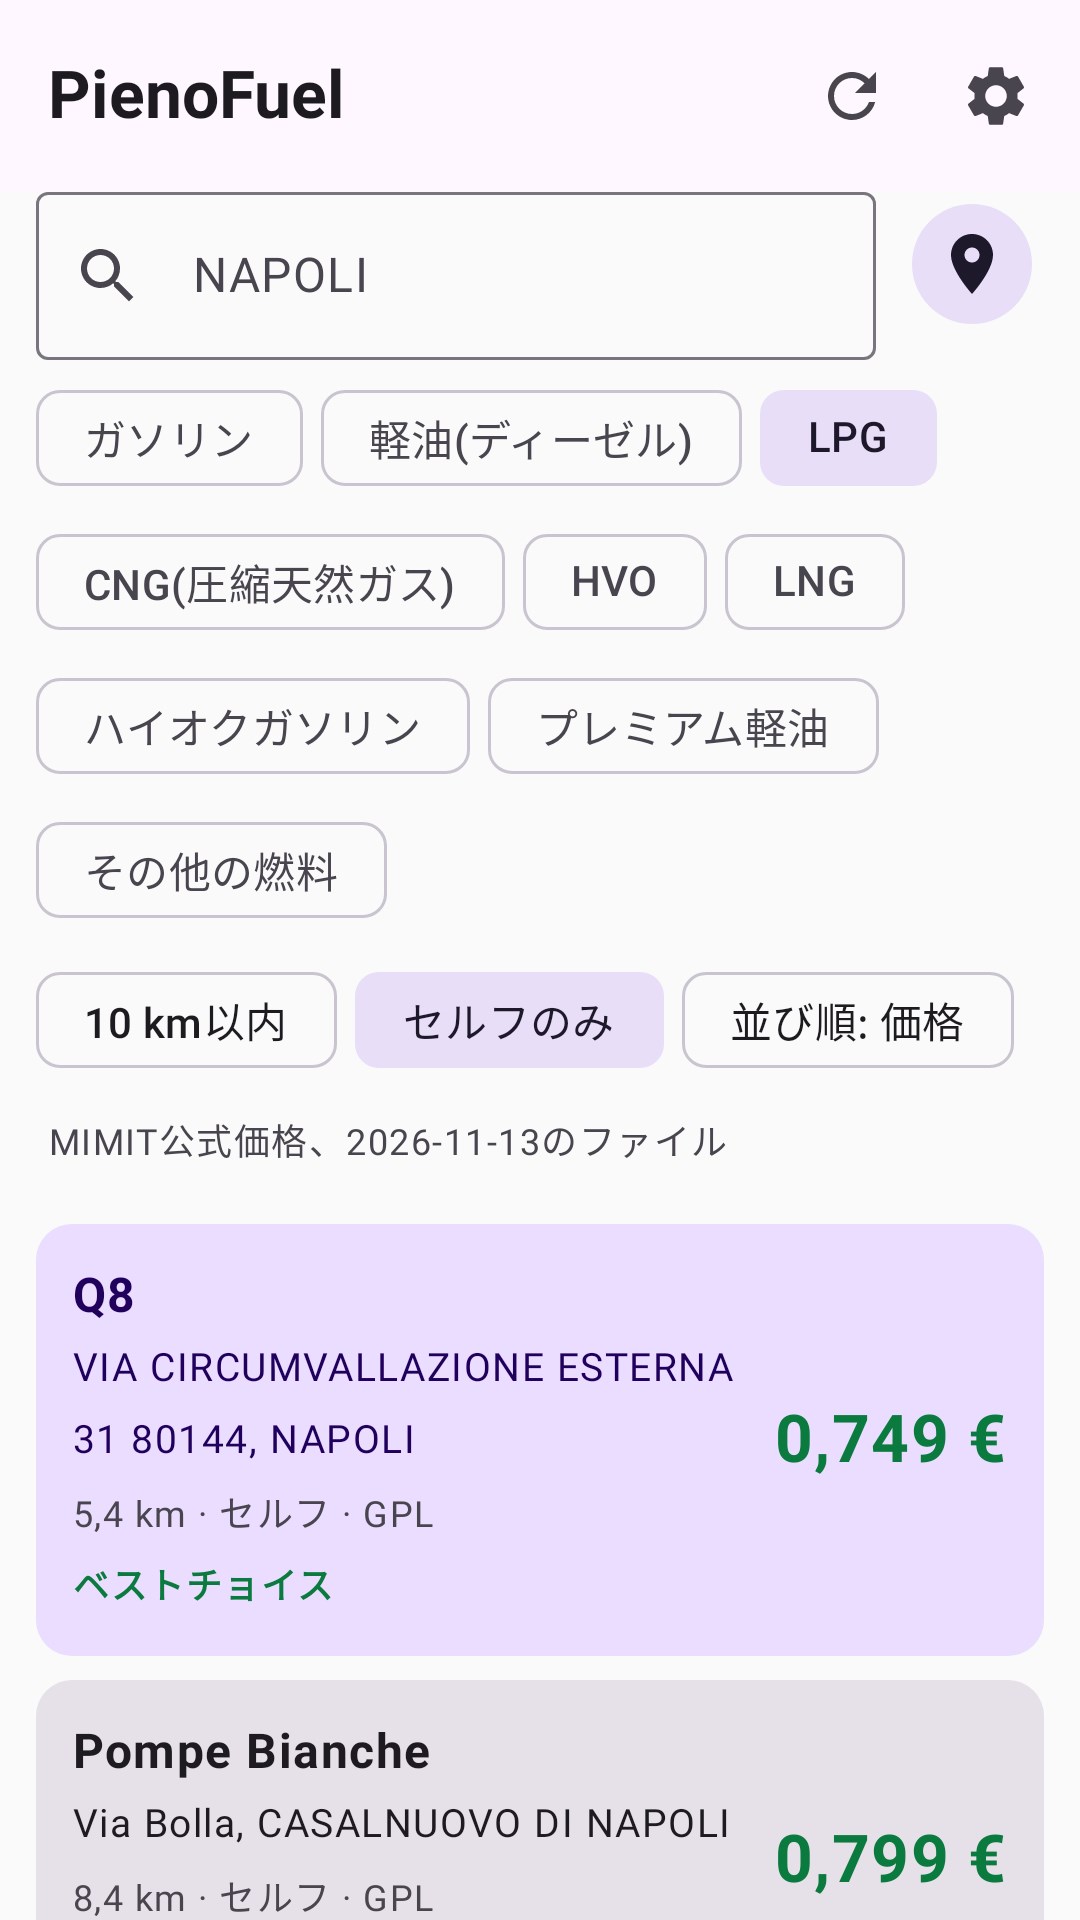 PienoFuel
NAPOLI
ガソリン
軽油(ディーゼル)
LPG
CNG(圧縮天然ガス)
HVO
LNG
ハイオクガソリン
プレミアム軽油
その他の燃料
10 km以内
セルフのみ
並び順: 価格
MIMIT公式価格、2026-11-13のファイル
Q8
VIA CIRCUMVALLAZIONE ESTERNA
31 80144, NAPOLI
0,749 €
5,4 km · セルフ · GPL
ベストチョイス
Pompe Bianche
Via Bolla, CASALNUOVO DI NAPOLI
0,799 €
8,4 km · セルフ · GPL